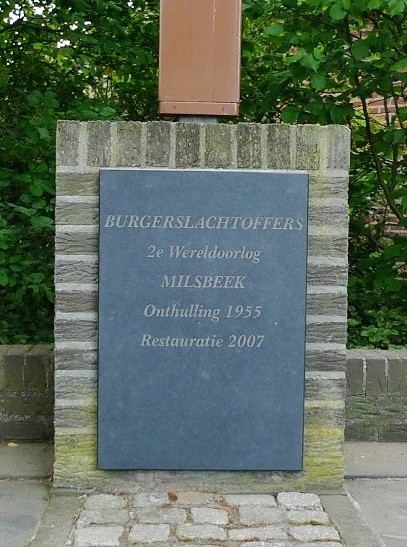 BURGERSLACHTOFFERS
2e Wereldoorlog
MILSBEEK
Onthulling 1955
Restauratie 2007